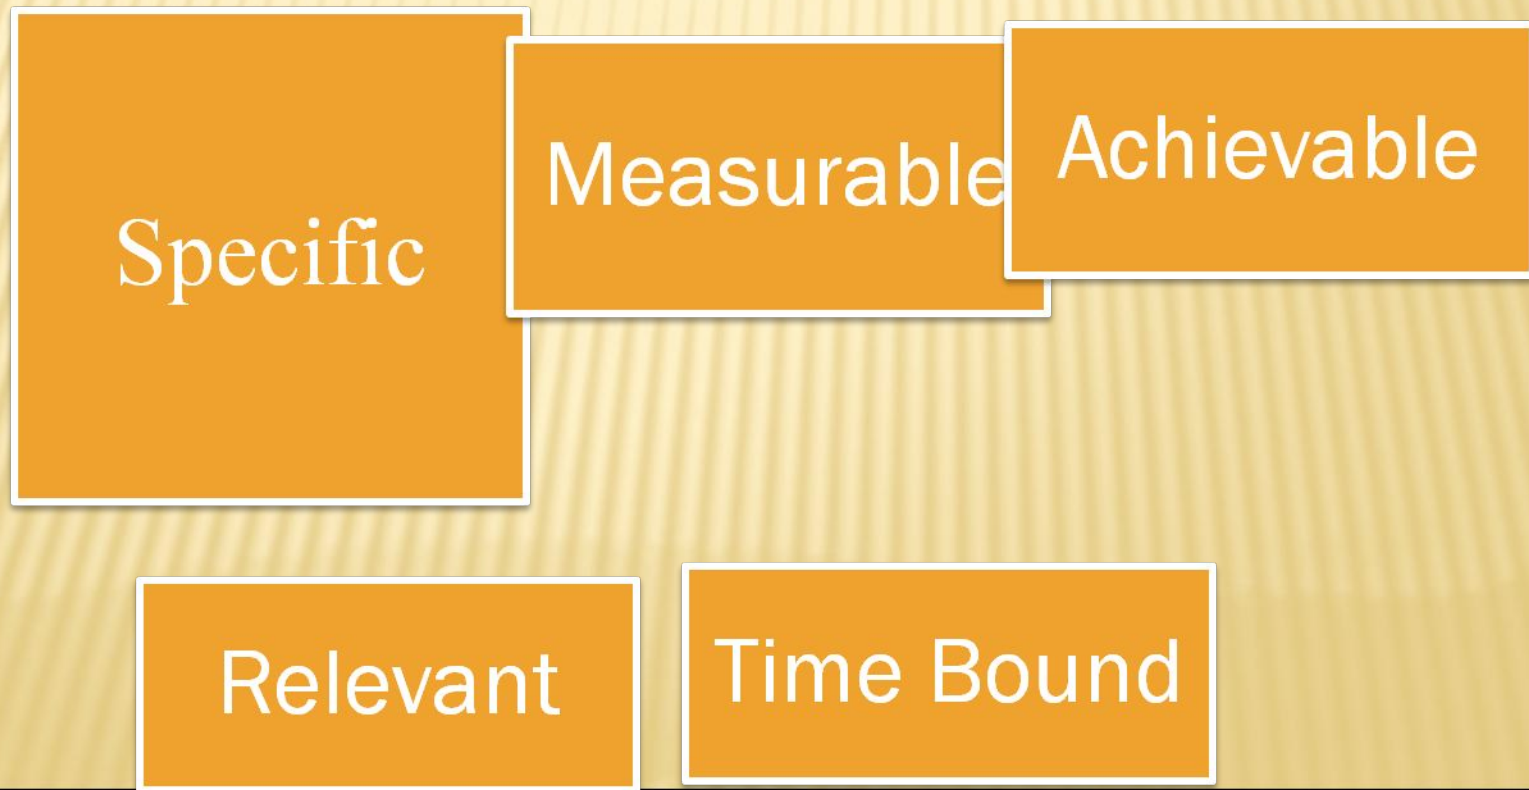 Specific
Measurable
Achievable
Relevant
Time Bound